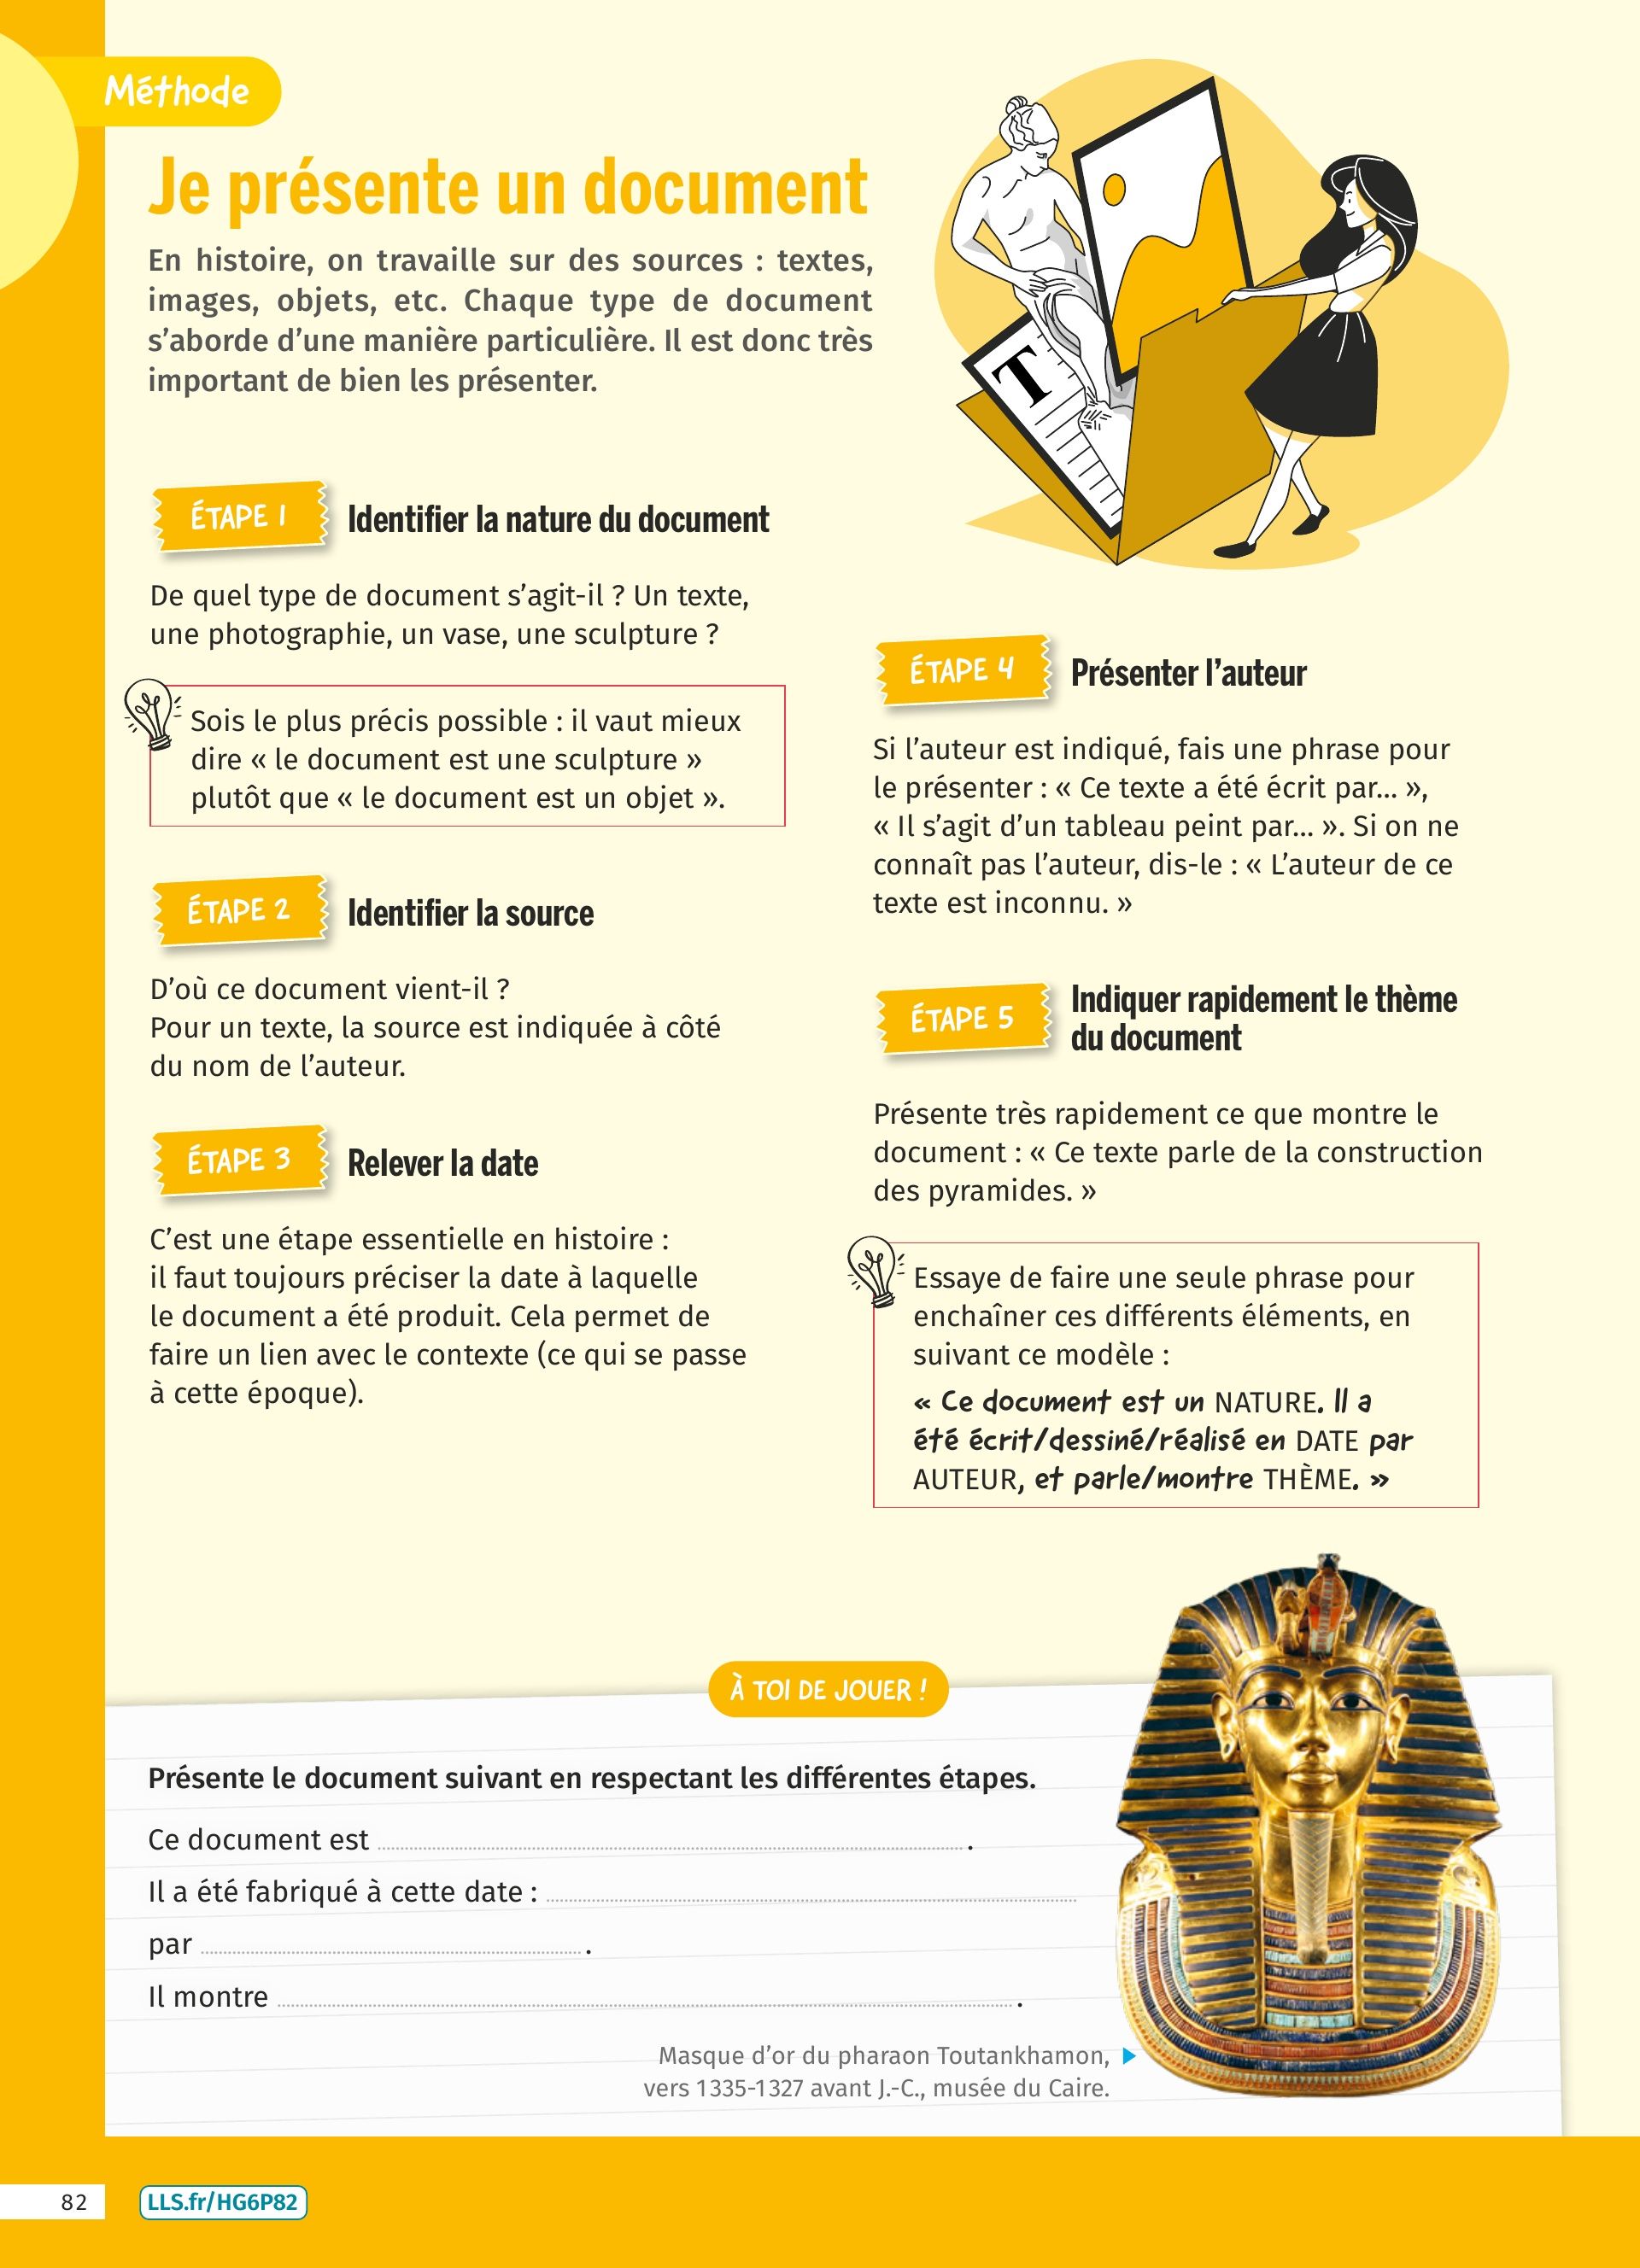 Méthode
Je présente un document
En histoire, on travaille sur des sources : textes,
images, objets, etc. Chaque type de document
s’aborde d’une manière particulière. Il est donc très
important de bien les présenter.
T
ÉTAPE 1
Identifier la nature du document
De quel type de document s’agit-il ? Un texte,
une photographie, un vase, une sculpture ?
Sois le plus précis possible : il vaut mieux
dire « le document est une sculpture »
plutôt que « le document est un objet ».
ÉTAPE 2
Identifier la source
D’où ce document vient-il ?
Pour un texte, la source est indiquée à côté
du nom de l’auteur.
ÉTAPE 3
Relever la date
C’est une étape essentielle en histoire :
il faut toujours préciser la date à laquelle
le document a été produit. Cela permet de
faire un lien avec le contexte (ce qui se passe
à cette époque).
ÉTAPE 4
Présenter l’auteur
Si l’auteur est indiqué, fais une phrase pour
le présenter : « Ce texte a été écrit par... »,
« Il s’agit d’un tableau peint par... ». Si on ne
connaît pas l’auteur, dis-le : « L’auteur de ce
texte est inconnu. »
ÉTAPE 5
Indiquer rapidement le thème
du document
Présente très rapidement ce que montre le
document : « Ce texte parle de la construction
des pyramides. »
Essaye de faire une seule phrase pour
enchaîner ces différents éléments, en
suivant ce modèle :
« Ce document est un NATURE. Il a
été écrit/dessiné/réalisé en DATE par
AUTEUR, et parle/montre THÈME. »
À TOI DE JOUER !
Présente le document suivant en respectant les différentes étapes.
Ce document est .
Il a été fabriqué à cette date :
par .
Il montre .
Masque d’or du pharaon Toutankhamon,
vers 1335-1327 avant J.-C., musée du Caire.
82
LLS.fr/HG6P82